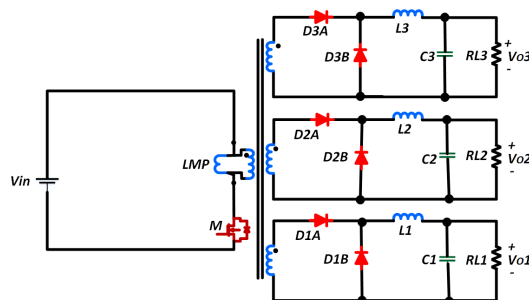 D3A
L3
D3B
C3
RL3
+
Vo3
-
D2A
L2
LMP
D2B
C2
RL2
+
Vo2
-
Vin
M
D1A
L1
D1B
C1
RL1
+
Vo1
-